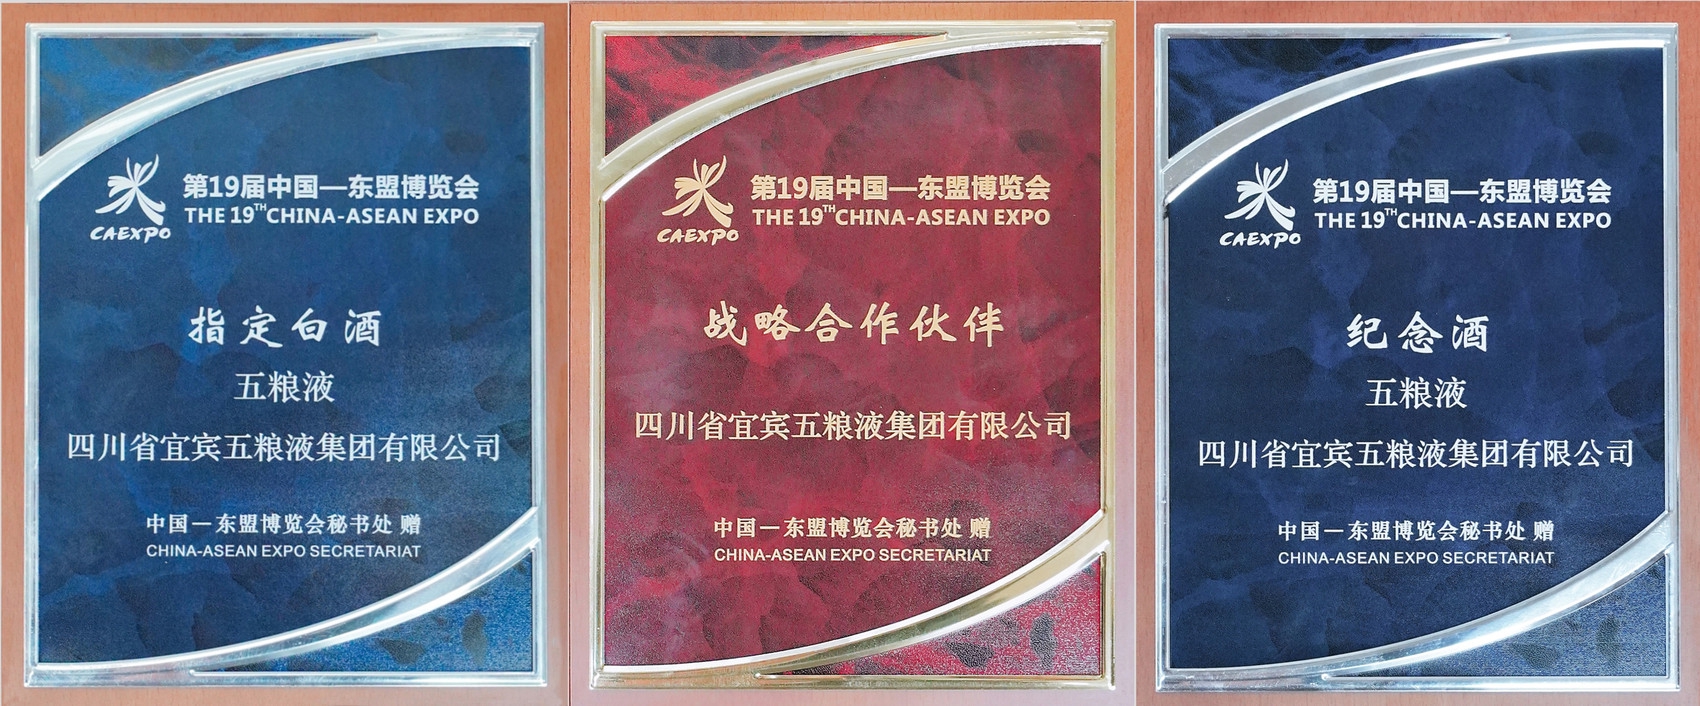 CAEXPO
第19届中国—东盟博览会
THE 19TH CHINA-ASEAN EXPO
指定白酒
五粮液
四川省宜宾五粮液集团有限公司
中国—东盟博览会秘书处 赠
CHINA-ASEAN EXPO SECRETARIAT
CAEXPO
第19届中国—东盟博览会
THE 19TH CHINA-ASEAN EXPO
战略合作伙伴
四川省宜宾五粮液集团有限公司
中国—东盟博览会秘书处 赠
CHINA-ASEAN EXPO SECRETARIAT
CAEXPO
第19届中国—东盟博览会
THE 19TH CHINA-ASEAN EXPO
纪念酒
五粮液
四川省宜宾五粮液集团有限公司
中国—东盟博览会秘书处 赠
CHINA-ASEAN EXPO SECRETARIAT